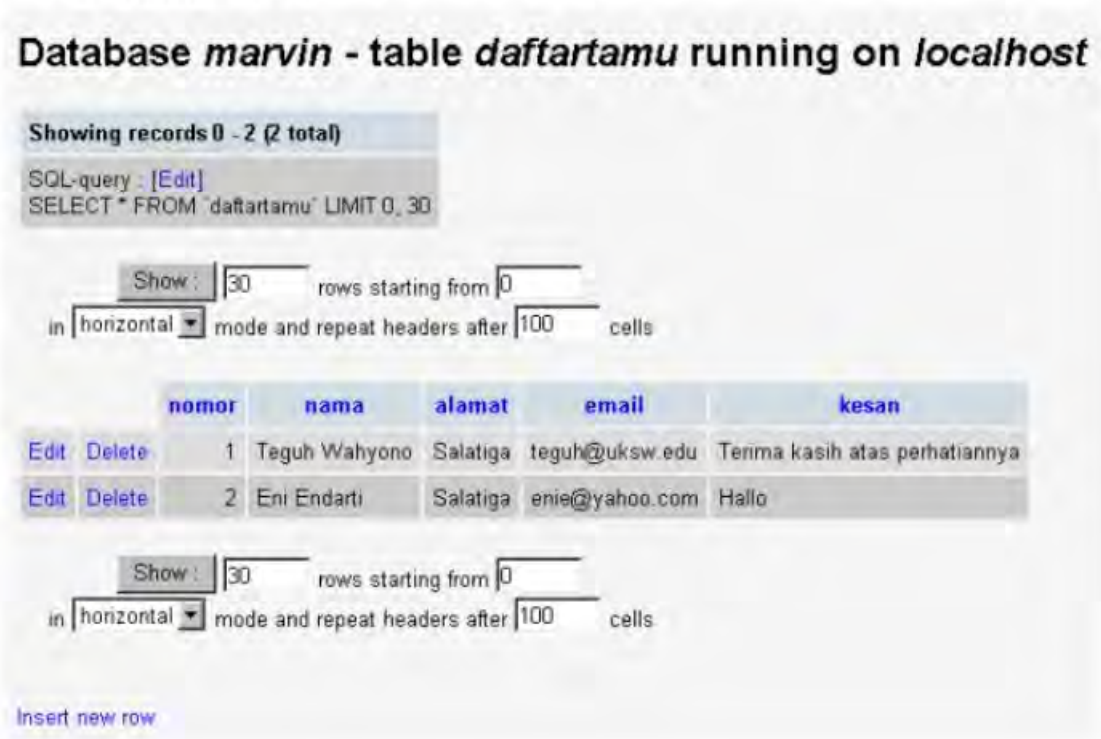 Database marvin - table daftartamu running on localhost
Showing records 0 - 2 (2 total)
SQL-query : [Edit]
SELECT * FROM `daftartamu` LIMIT 0, 30
Show : 30 rows starting from 0
in horizontal mode and repeat headers after 100 cells
nomor nama alamat email kesan
Edit Delete 1 Teguh Wahyono Salatiga teguh@uksw.edu Terima kasih atas perhatiannya
Edit Delete 2 Eni Endarti Salatiga enie@yahoo.com Hallo
Show : 30 rows starting from 0
in horizontal mode and repeat headers after 100 cells
Insert new row